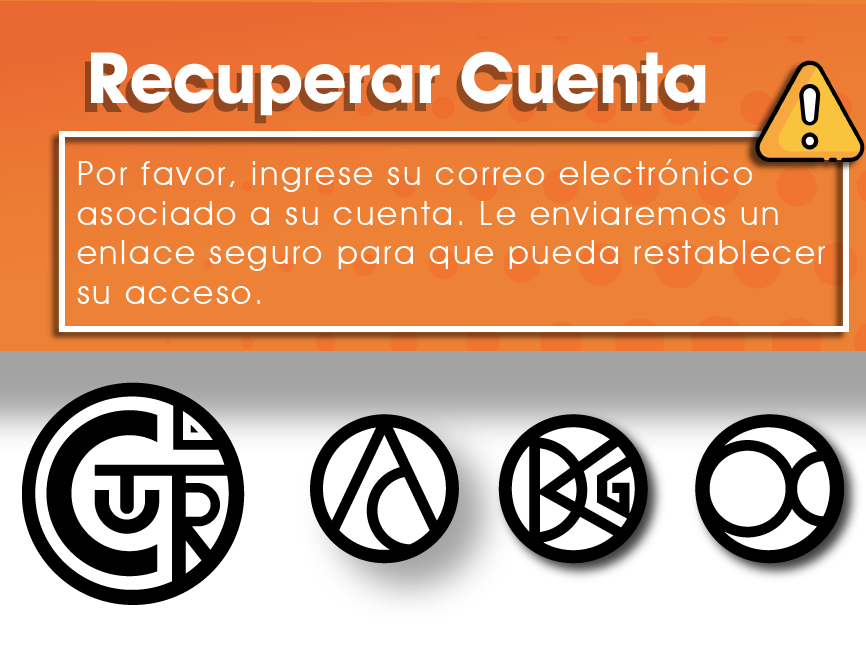 Recuperar Cuenta
Por favor, ingrese su correo electrónico
asociado a su cuenta. Le enviaremos un
enlace seguro para que pueda restablecer
su acceso.